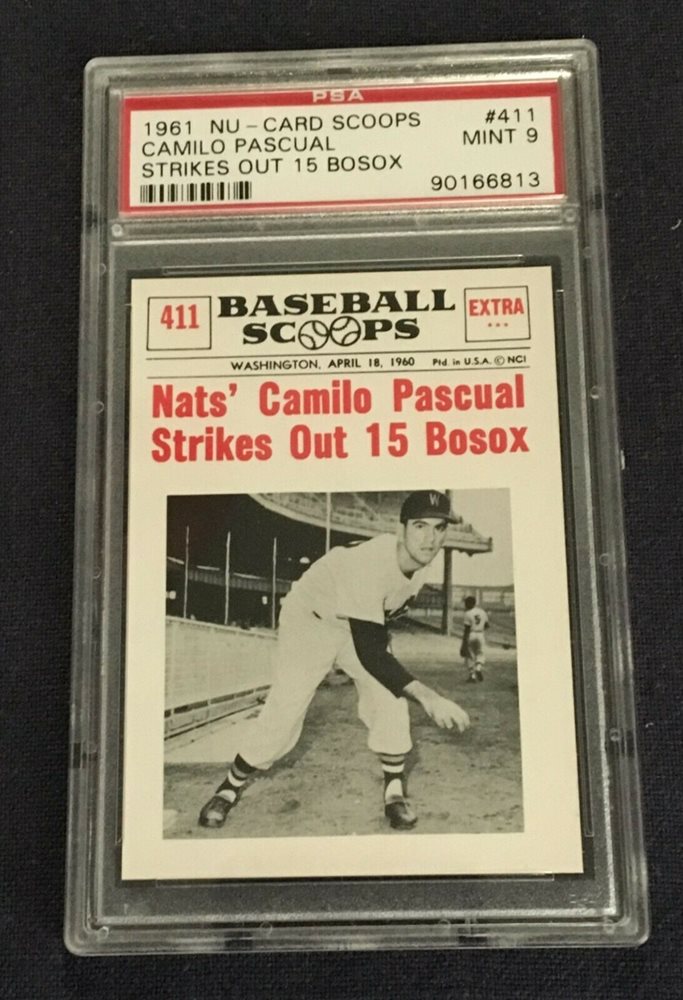 PSA
1961 NU-CARD SCOOPS #411
CAMILO PASCUAL MINT 9
STRIKES OUT 15 BOSOX
90166813
411 BASEBALL EXTRA
SCOOPS ***
WASHINGTON, APRIL 18, 1960 Ptd. in U.S.A. © NCI
Nats' Camilo Pascual
Strikes Out 15 Bosox
W